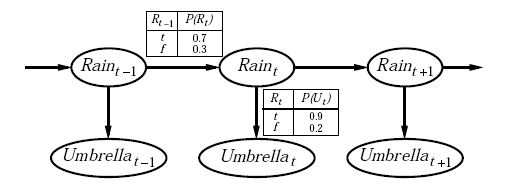 R_{t-1} P(R_t)
t 0.7
f 0.3
Rain_{t-1} Rain_t Rain_{t+1}
R_t P(U_t)
t 0.9
f 0.2
Umbrella_{t-1} Umbrella_t Umbrella_{t+1}